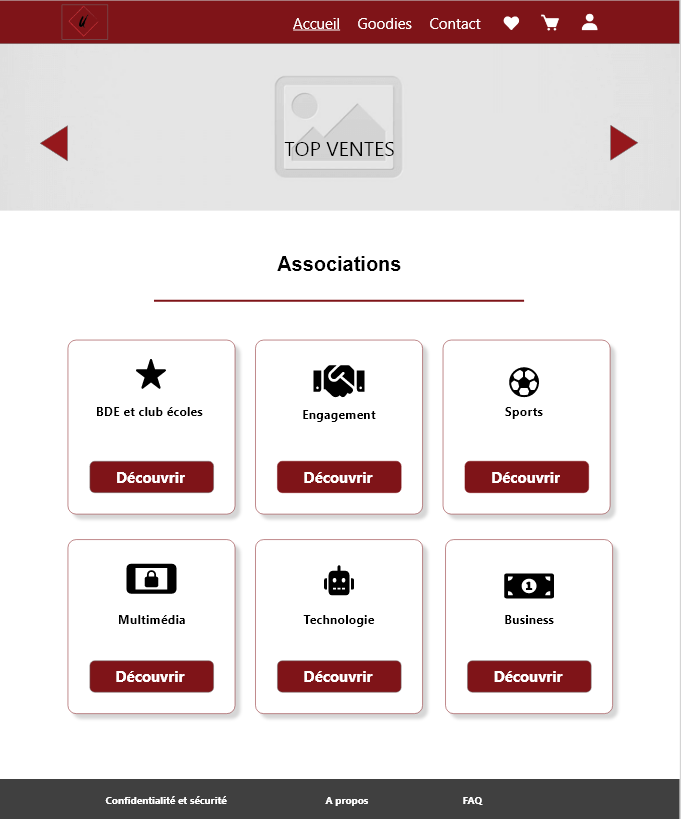 Accueil Goodies Contact
TOP VENTES
Associations
BDE et club écoles
Engagement
Sports
Découvrir
Découvrir
Découvrir
Multimédia
Technologie
1
Business
Découvrir
Découvrir
Découvrir
Confidentialité et sécurité
A propos
FAQ